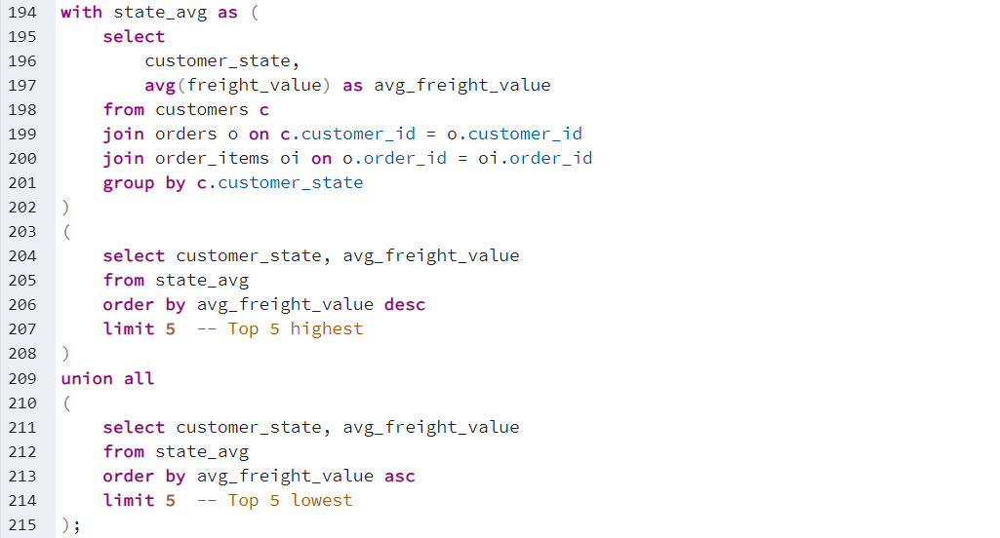 194 with state_avg as (
195     select
196         customer_state,
197         avg(freight_value) as avg_freight_value
198     from customers c
199     join orders o on c.customer_id = o.customer_id
200     join order_items oi on o.order_id = oi.order_id
201     group by c.customer_state
202 )
203 (
204     select customer_state, avg_freight_value
205     from state_avg
206     order by avg_freight_value desc
207     limit 5  -- Top 5 highest
208 )
209 union all
210 (
211     select customer_state, avg_freight_value
212     from state_avg
213     order by avg_freight_value asc
214     limit 5  -- Top 5 lowest
215 );